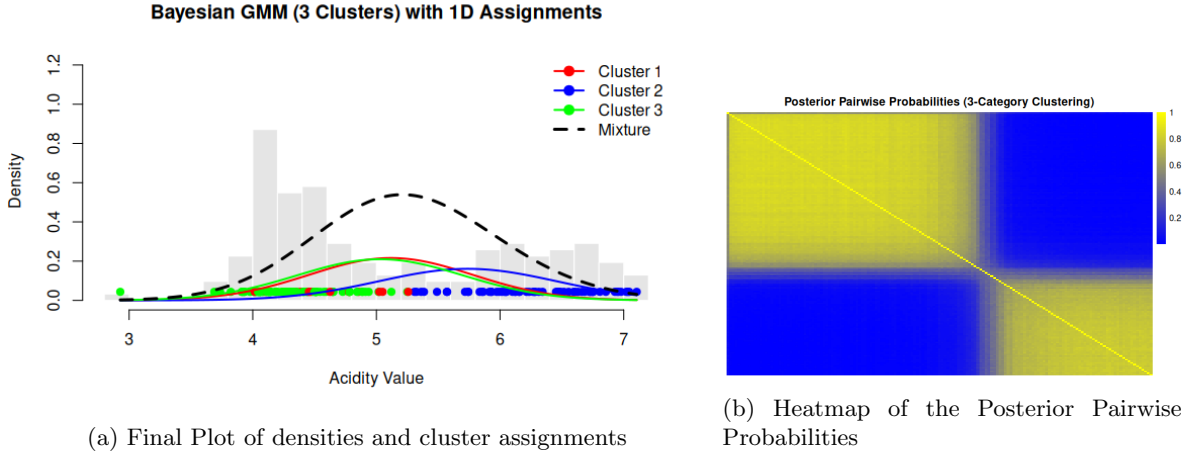 Bayesian GMM (3 Clusters) with 1D Assignments
Density
1.2
1.0
0.8
0.6
0.4
0.2
0.0
Cluster 1
Cluster 2
Cluster 3
Mixture
3 4 5 6 7
Acidity Value
(a) Final Plot of densities and cluster assignments
Posterior Pairwise Probabilities (3-Category Clustering)
1
0.8
0.6
0.4
0.2
(b) Heatmap of the Posterior Pairwise
Probabilities